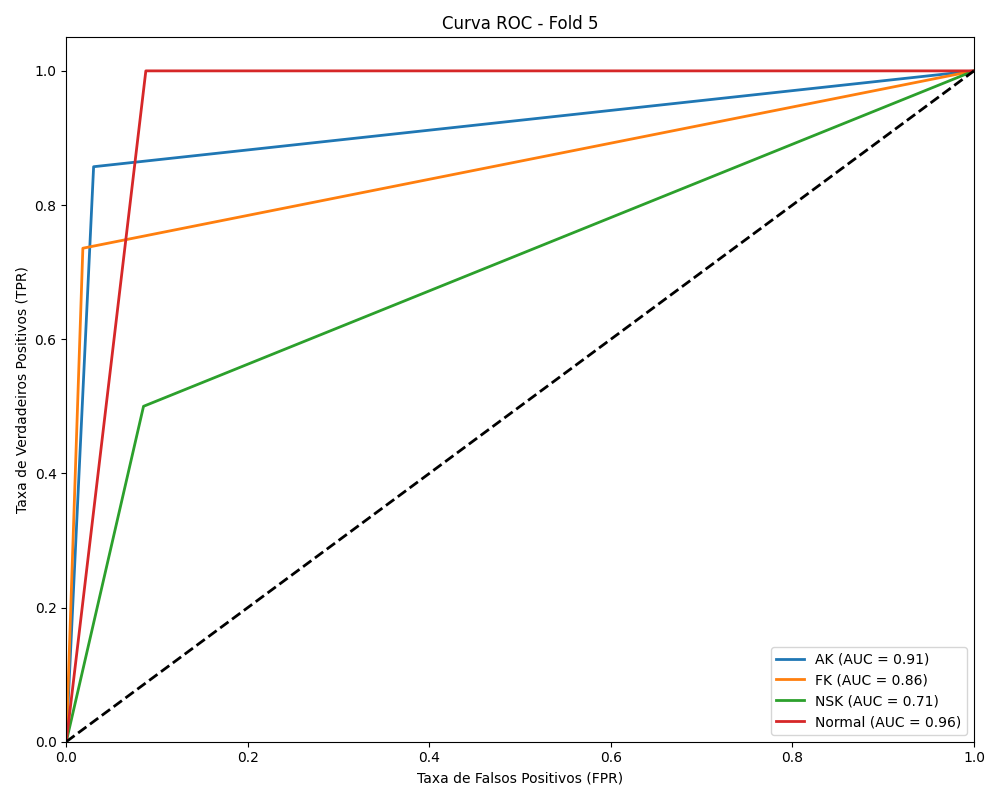 Curva ROC - Fold 5
Taxa de Verdadeiros Positivos (TPR)
1.0
0.8
0.6
0.4
0.2
0.0
0.0 0.2 0.4 0.6 0.8 1.0
Taxa de Falsos Positivos (FPR)
AK (AUC = 0.91)
FK (AUC = 0.86)
NSK (AUC = 0.71)
Normal (AUC = 0.96)